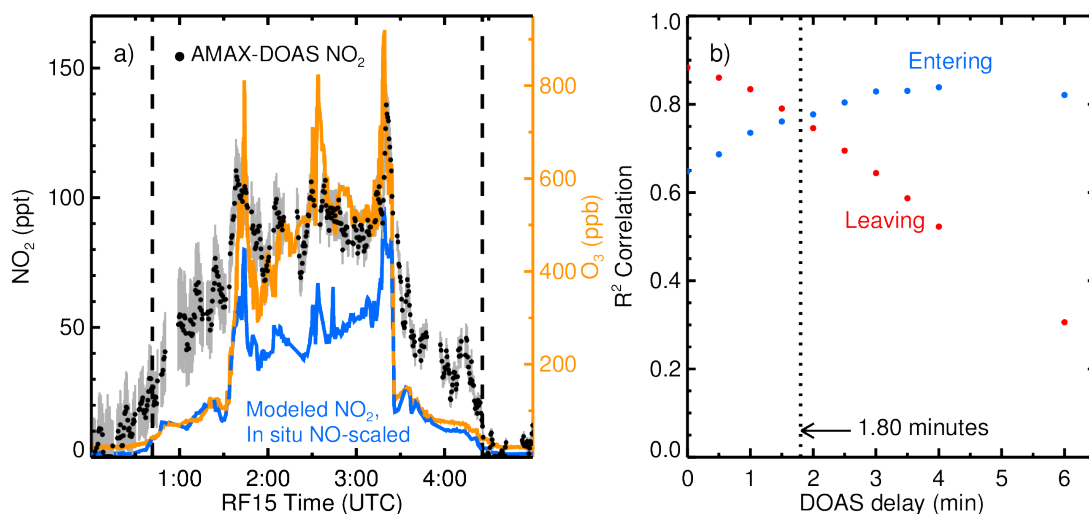 a)
AMAX-DOAS NO₂
150
100
50
0
NO₂ (ppt)
800
600
400
200
O₃ (ppb)
Modeled NO₂,
In situ NO-scaled
1:00 2:00 3:00 4:00
RF15 Time (UTC)
b)
1.0
0.8
0.6
0.4
0.2
0.0
R² Correlation
Entering
Leaving
1.80 minutes
0 1 2 3 4 5 6
DOAS delay (min)